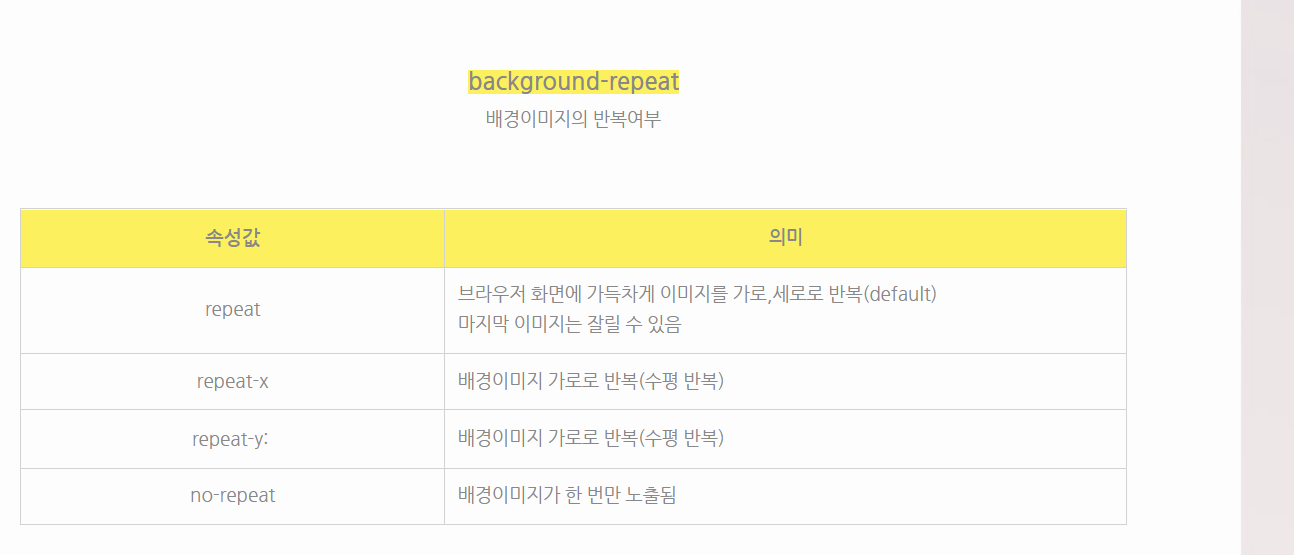 background-repeat
배경이미지의 반복여부
속성값 의미
repeat 브라우저 화면에 가득차게 이미지를 가로,세로로 반복(default)
마지막 이미지는 잘릴 수 있음
repeat-x 배경이미지 가로로 반복(수평 반복)
repeat-y: 배경이미지 가로로 반복(수평 반복)
no-repeat 배경이미지가 한 번만 노출됨